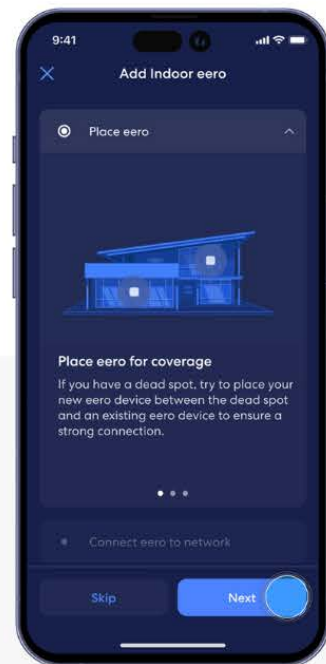 9:41
Add Indoor eero
Place eero
Place eero for coverage
If you have a dead spot, try to place your
new eero device between the dead spot
and an existing eero device to ensure a
strong connection.
Connect eero to network
Skip
Next